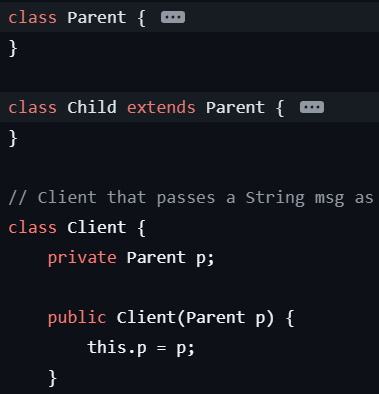 class Parent { ...
}
class Child extends Parent { ...
}
// Client that passes a String msg as
class Client {
    private Parent p;
    public Client(Parent p) {
        this.p = p;
    }